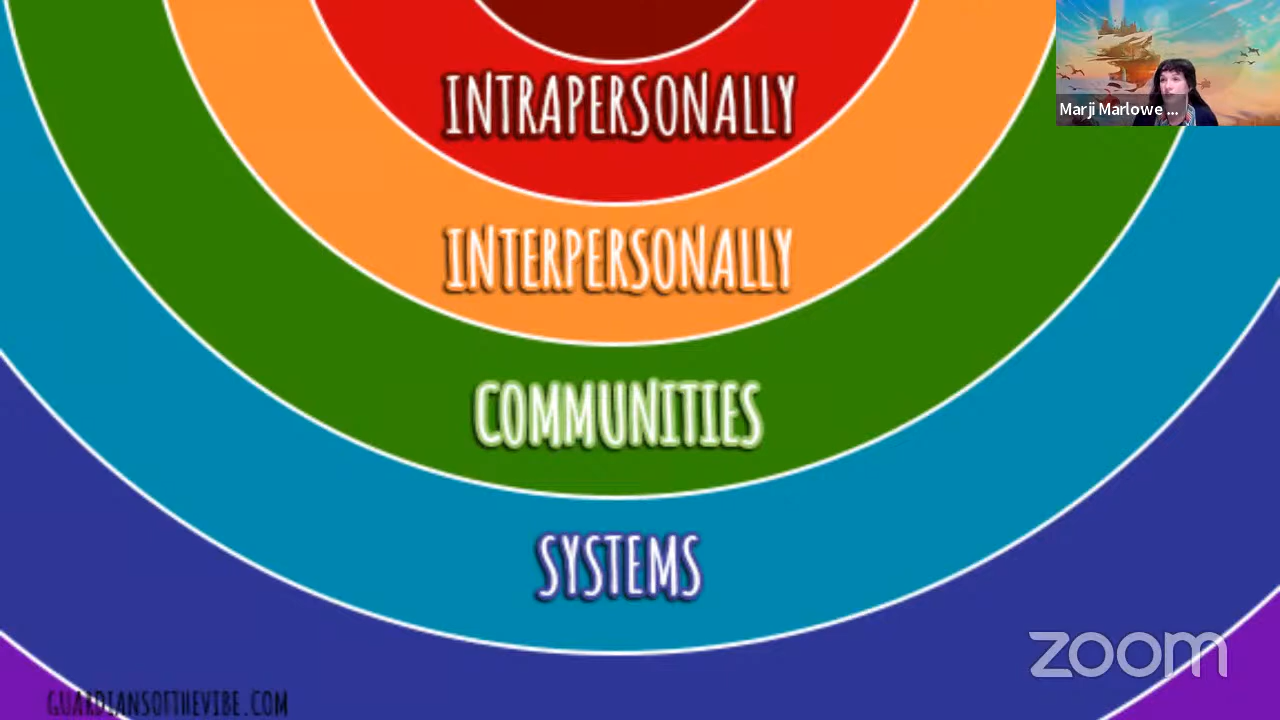 INTRAPERSONALLY
Marji Marlowe ...
INTERPERSONALLY
COMMUNITIES
SYSTEMS
zoom
GUARDIANSOFTHEVIBE.COM